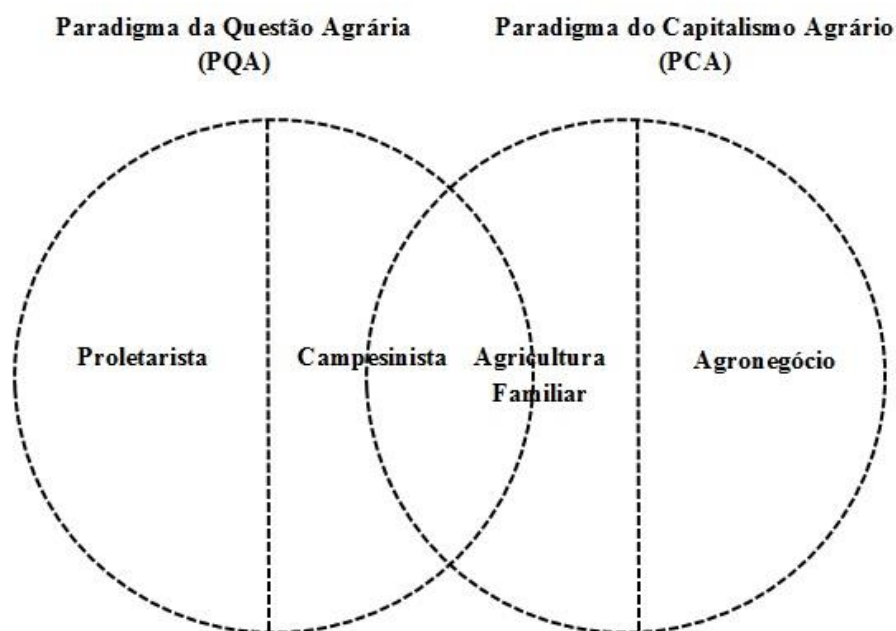 Paradigma da Questão Agrária
(PQA)
Paradigma do Capitalismo Agrário
(PCA)
Proletarista
Campesinista
Agricultura
Familiar
Agronegócio